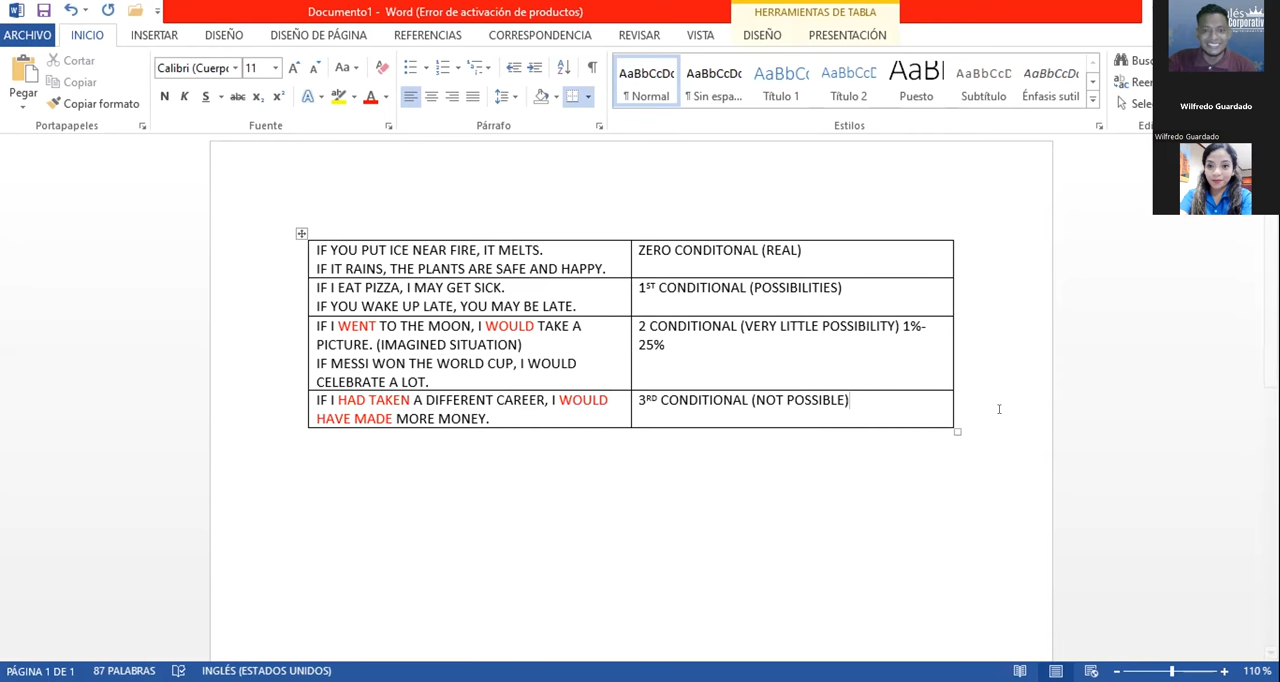 Documento1 - Word (Error de activación de productos)
HERRAMIENTAS DE TABLA
ARCHIVO INICIO INSERTAR DISEÑO DISEÑO DE PÁGINA REFERENCIAS CORRESPONDENCIA REVISAR VISTA DISEÑO PRESENTACIÓN
Pegar
Cortar
Copiar
Copiar formato
Portapapeles
Calibri (Cuerpo 11
Fuente
Párrafo
AaBbCcDc AaBbCcDc AaBbCc AaBbCcD AaBb AaBbCcD AaBbCcDc
¶ Normal ¶ Sin espa... Título 1 Título 2 Puesto Subtítulo Énfasis sutil
Estilos
Wilfredo Guardado
Wilfredo Guardado
IF YOU PUT ICE NEAR FIRE, IT MELTS.
IF IT RAINS, THE PLANTS ARE SAFE AND HAPPY.
ZERO CONDITONAL (REAL)
IF I EAT PIZZA, I MAY GET SICK.
IF YOU WAKE UP LATE, YOU MAY BE LATE.
1ST CONDITIONAL (POSSIBILITIES)
IF I WENT TO THE MOON, I WOULD TAKE A
PICTURE. (IMAGINED SITUATION)
IF MESSI WON THE WORLD CUP, I WOULD
CELEBRATE A LOT.
2 CONDITIONAL (VERY LITTLE POSSIBILITY) 1%-
25%
IF I HAD TAKEN A DIFFERENT CAREER, I WOULD
HAVE MADE MORE MONEY.
3RD CONDITIONAL (NOT POSSIBLE)
PÁGINA 1 DE 1 87 PALABRAS INGLÉS (ESTADOS UNIDOS) 110 %